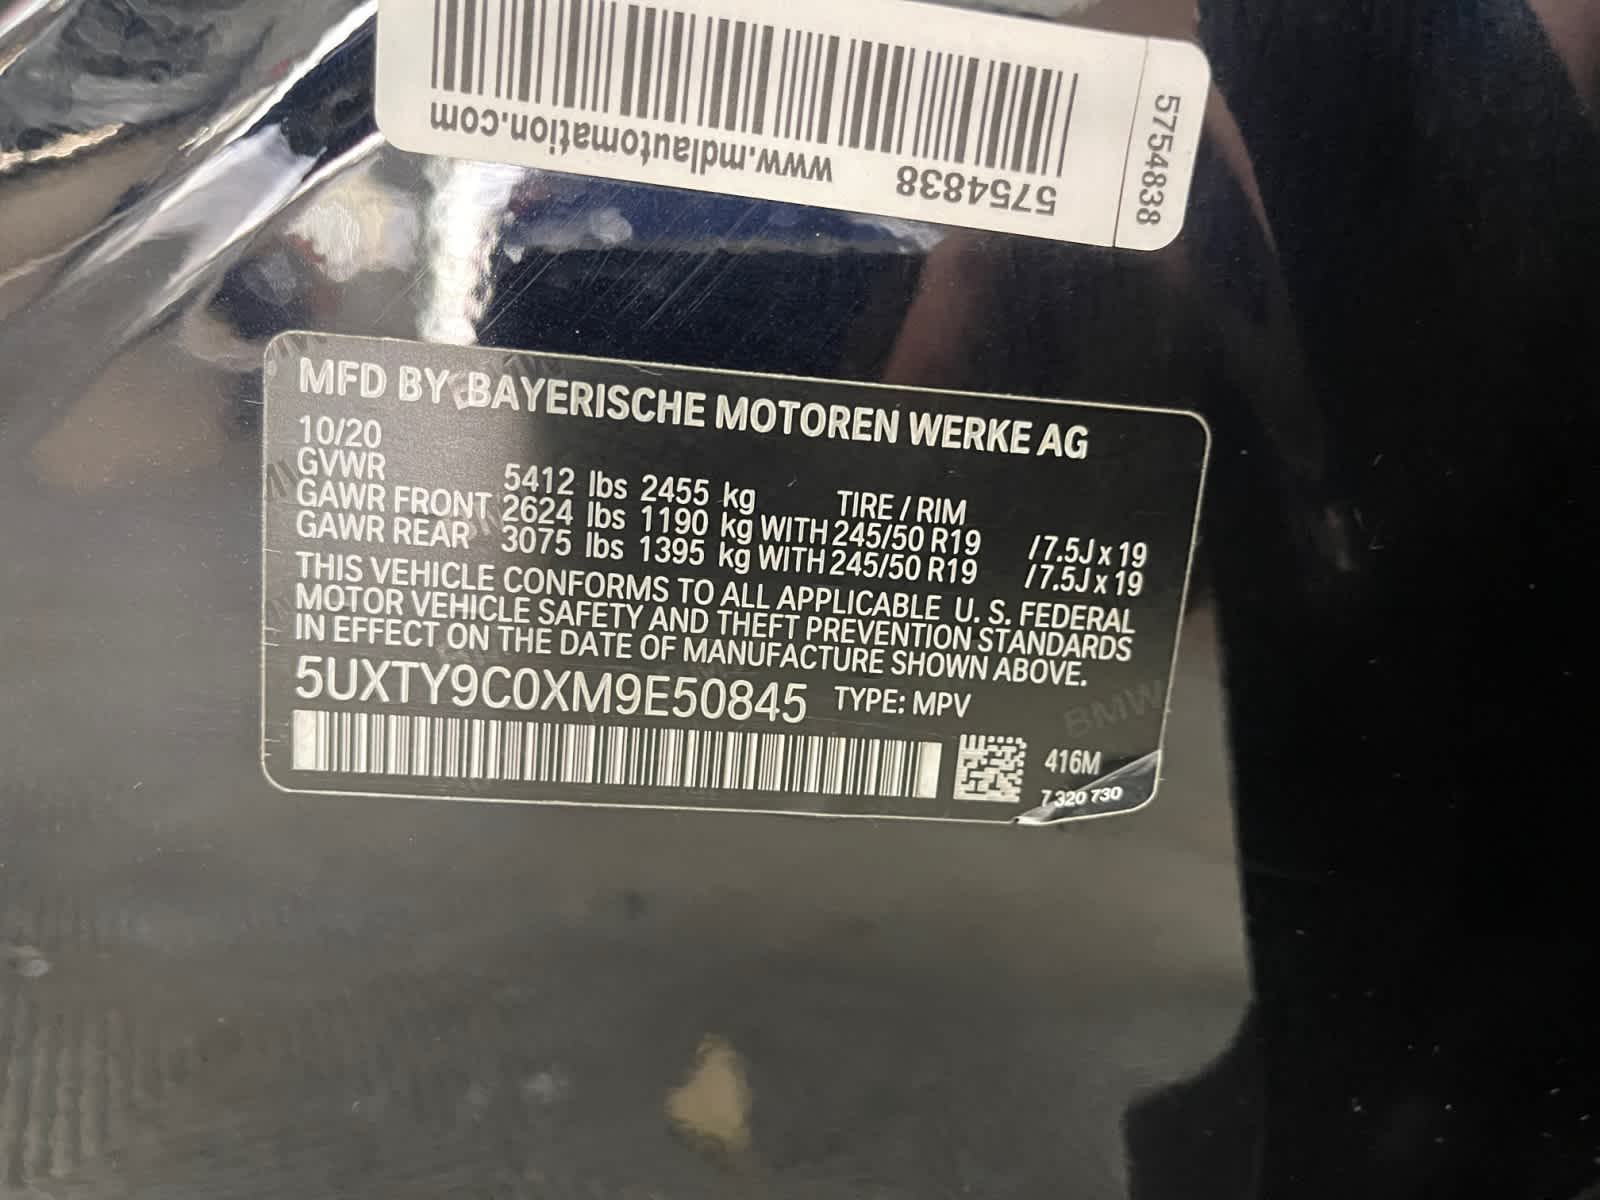 www.mdlautomation.com
5754838
5754838
MFD BY BAYERISCHE MOTOREN WERKE AG
10/20
GVWR 5412 lbs 2455 kg TIRE / RIM
GAWR FRONT 2624 lbs 1190 kg WITH 245/50 R19 / 7.5J x 19
GAWR REAR 3075 lbs 1395 kg WITH 245/50 R19 / 7.5J x 19
THIS VEHICLE CONFORMS TO ALL APPLICABLE U. S. FEDERAL
MOTOR VEHICLE SAFETY AND THEFT PREVENTION STANDARDS
IN EFFECT ON THE DATE OF MANUFACTURE SHOWN ABOVE.
5UXTY9C0XM9E50845 TYPE: MPV
BMW
416M
7 320 730